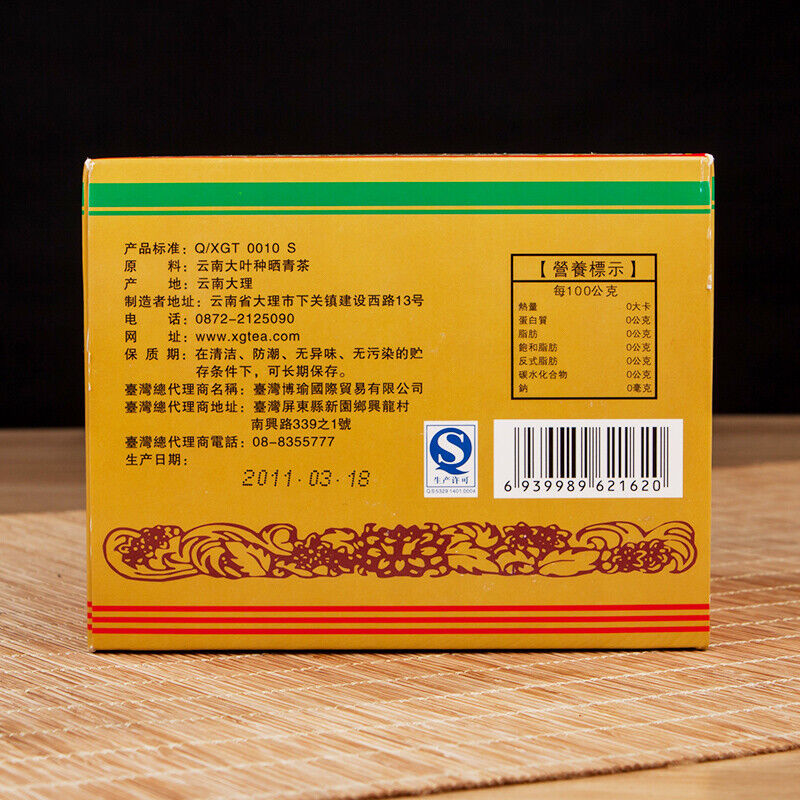 产品标准：Q/XGT 0010 S
原　料：云南大叶种晒青茶
产　地：云南大理
制造者地址：云南省大理市下关镇建设西路13号
电　话：0872-2125090
网　址：www.xgtea.com
保 质 期：在清洁、防潮、无异味、无污染的贮
存条件下，可长期保存。
臺灣總代理商名稱：臺灣博瑜國際貿易有限公司
臺灣總代理商地址：臺灣屏東縣新園鄉興龍村
南興路339之1號
臺灣總代理商電話：08-8355777
生产日期：
2011.03.18
【營養標示】
每100公克
熱量 0大卡
蛋白質 0公克
脂肪 0公克
飽和脂肪 0公克
反式脂肪 0公克
碳水化合物 0公克
鈉 0毫克
QS
生产许可
QS5329 1401 0004
6 939989 621620